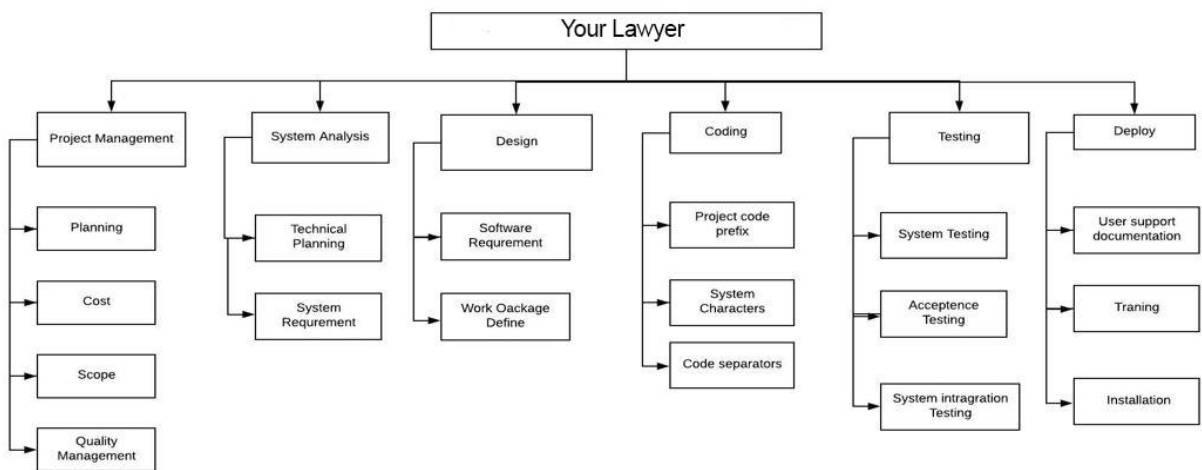 Your Lawyer
Project Management
System Analysis
Design
Coding
Testing
Deploy
Planning
Cost
Scope
Quality
Management
Technical
Planning
System
Requrement
Software
Requrement
Work Oackage
Define
Project code
prefix
System
Characters
Code separators
System Testing
Acceptence
Testing
System intragration
Testing
User support
documentation
Traning
Installation